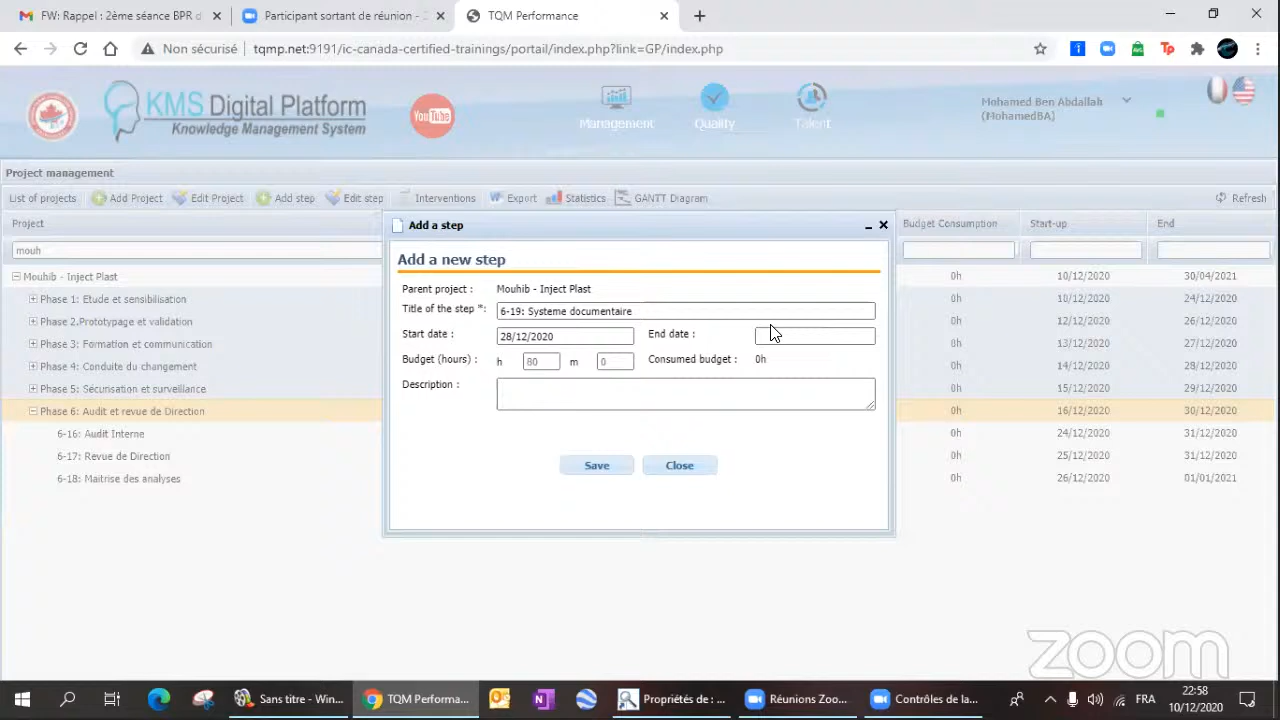 FW: Rappel : 2ème séance BPR d
Participant sortant de réunion - Z
TQM Performance
Non sécurisé
tqmp.net:9191/ic-canada-certified-trainings/portal/index.php?link=GP/index.php
KMS Digital Platform
Knowledge Management System
YouTube
Management
Quality
Talent
Mohamed Ben Abdallah
(MohamedBA)
Project management
List of projects
Add Project
Edit Project
Add step
Edit step
Interventions
Export
Statistics
GANTT Diagram
Refresh
Project
Budget Consumption
Start-up
End
mouh
Mouhib - Inject Plast
0h
10/12/2020
30/04/2021
Phase 1: Etude et sensibilisation
0h
10/12/2020
24/12/2020
Phase 2.Prototypage et validation
0h
12/12/2020
26/12/2020
Phase 3: Formation et communication
0h
13/12/2020
27/12/2020
Phase 4: Conduite du changement
0h
14/12/2020
28/12/2020
Phase 5: Sécurisation et surveillance
0h
15/12/2020
29/12/2020
Phase 6: Audit et revue de Direction
0h
16/12/2020
30/12/2020
6-16: Audit Interne
0h
24/12/2020
31/12/2020
6-17: Revue de Direction
0h
25/12/2020
31/12/2020
6-18: Maitrise des analyses
0h
26/12/2020
01/01/2021
Add a step
Add a new step
Parent project :
Mouhib - Inject Plast
Title of the step *:
6-19: Systeme documentaire
Start date :
28/12/2020
End date :
Budget (hours) :
h
80
m
0
Consumed budget :
0h
Description :
Save
Close
zoom
Sans titre - Win...
TQM Performa...
Propriétés de : ...
Réunions Zoo...
Contrôles de la...
FRA
22:58
10/12/2020